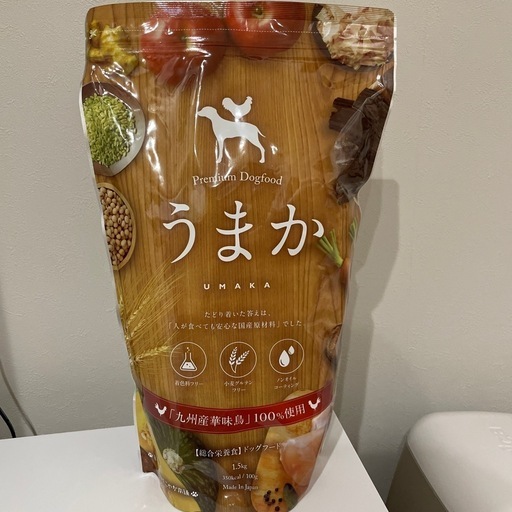 Premium Dogfood
うまか
UMAKA
たどり着いた答えは、
「人が食べても安心な国産原材料」でした
着色料フリー
小麦グルテン
フリー
ノンオイル
コーティング
「九州産華味鳥」100%使用
【総合栄養食】ドッグフード
1.5kg
350kcal / 100g
Made In Japan